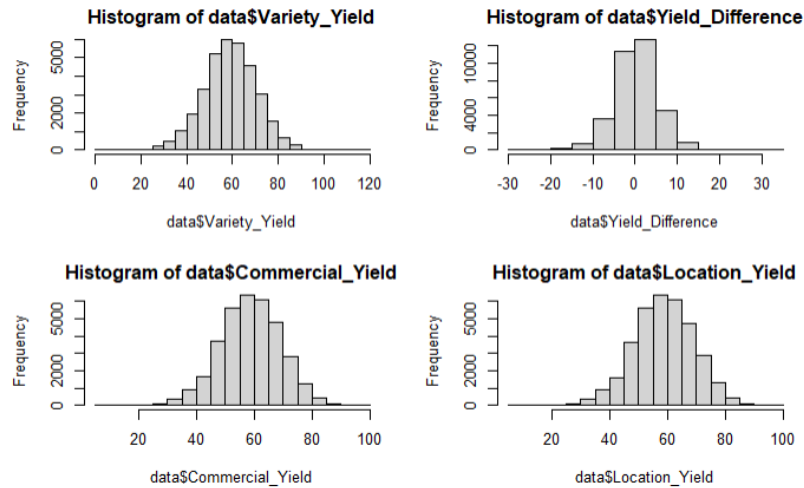 Histogram of data$Variety_Yield
Frequency
0 2000 5000
0 20 40 60 80 100 120
data$Variety_Yield
Histogram of data$Yield_Difference
Frequency
0 4000 10000
-30 -20 -10 0 10 20 30
data$Yield_Difference
Histogram of data$Commercial_Yield
Frequency
0 2000 5000
20 40 60 80 100
data$Commercial_Yield
Histogram of data$Location_Yield
Frequency
0 2000 5000
20 40 60 80 100
data$Location_Yield